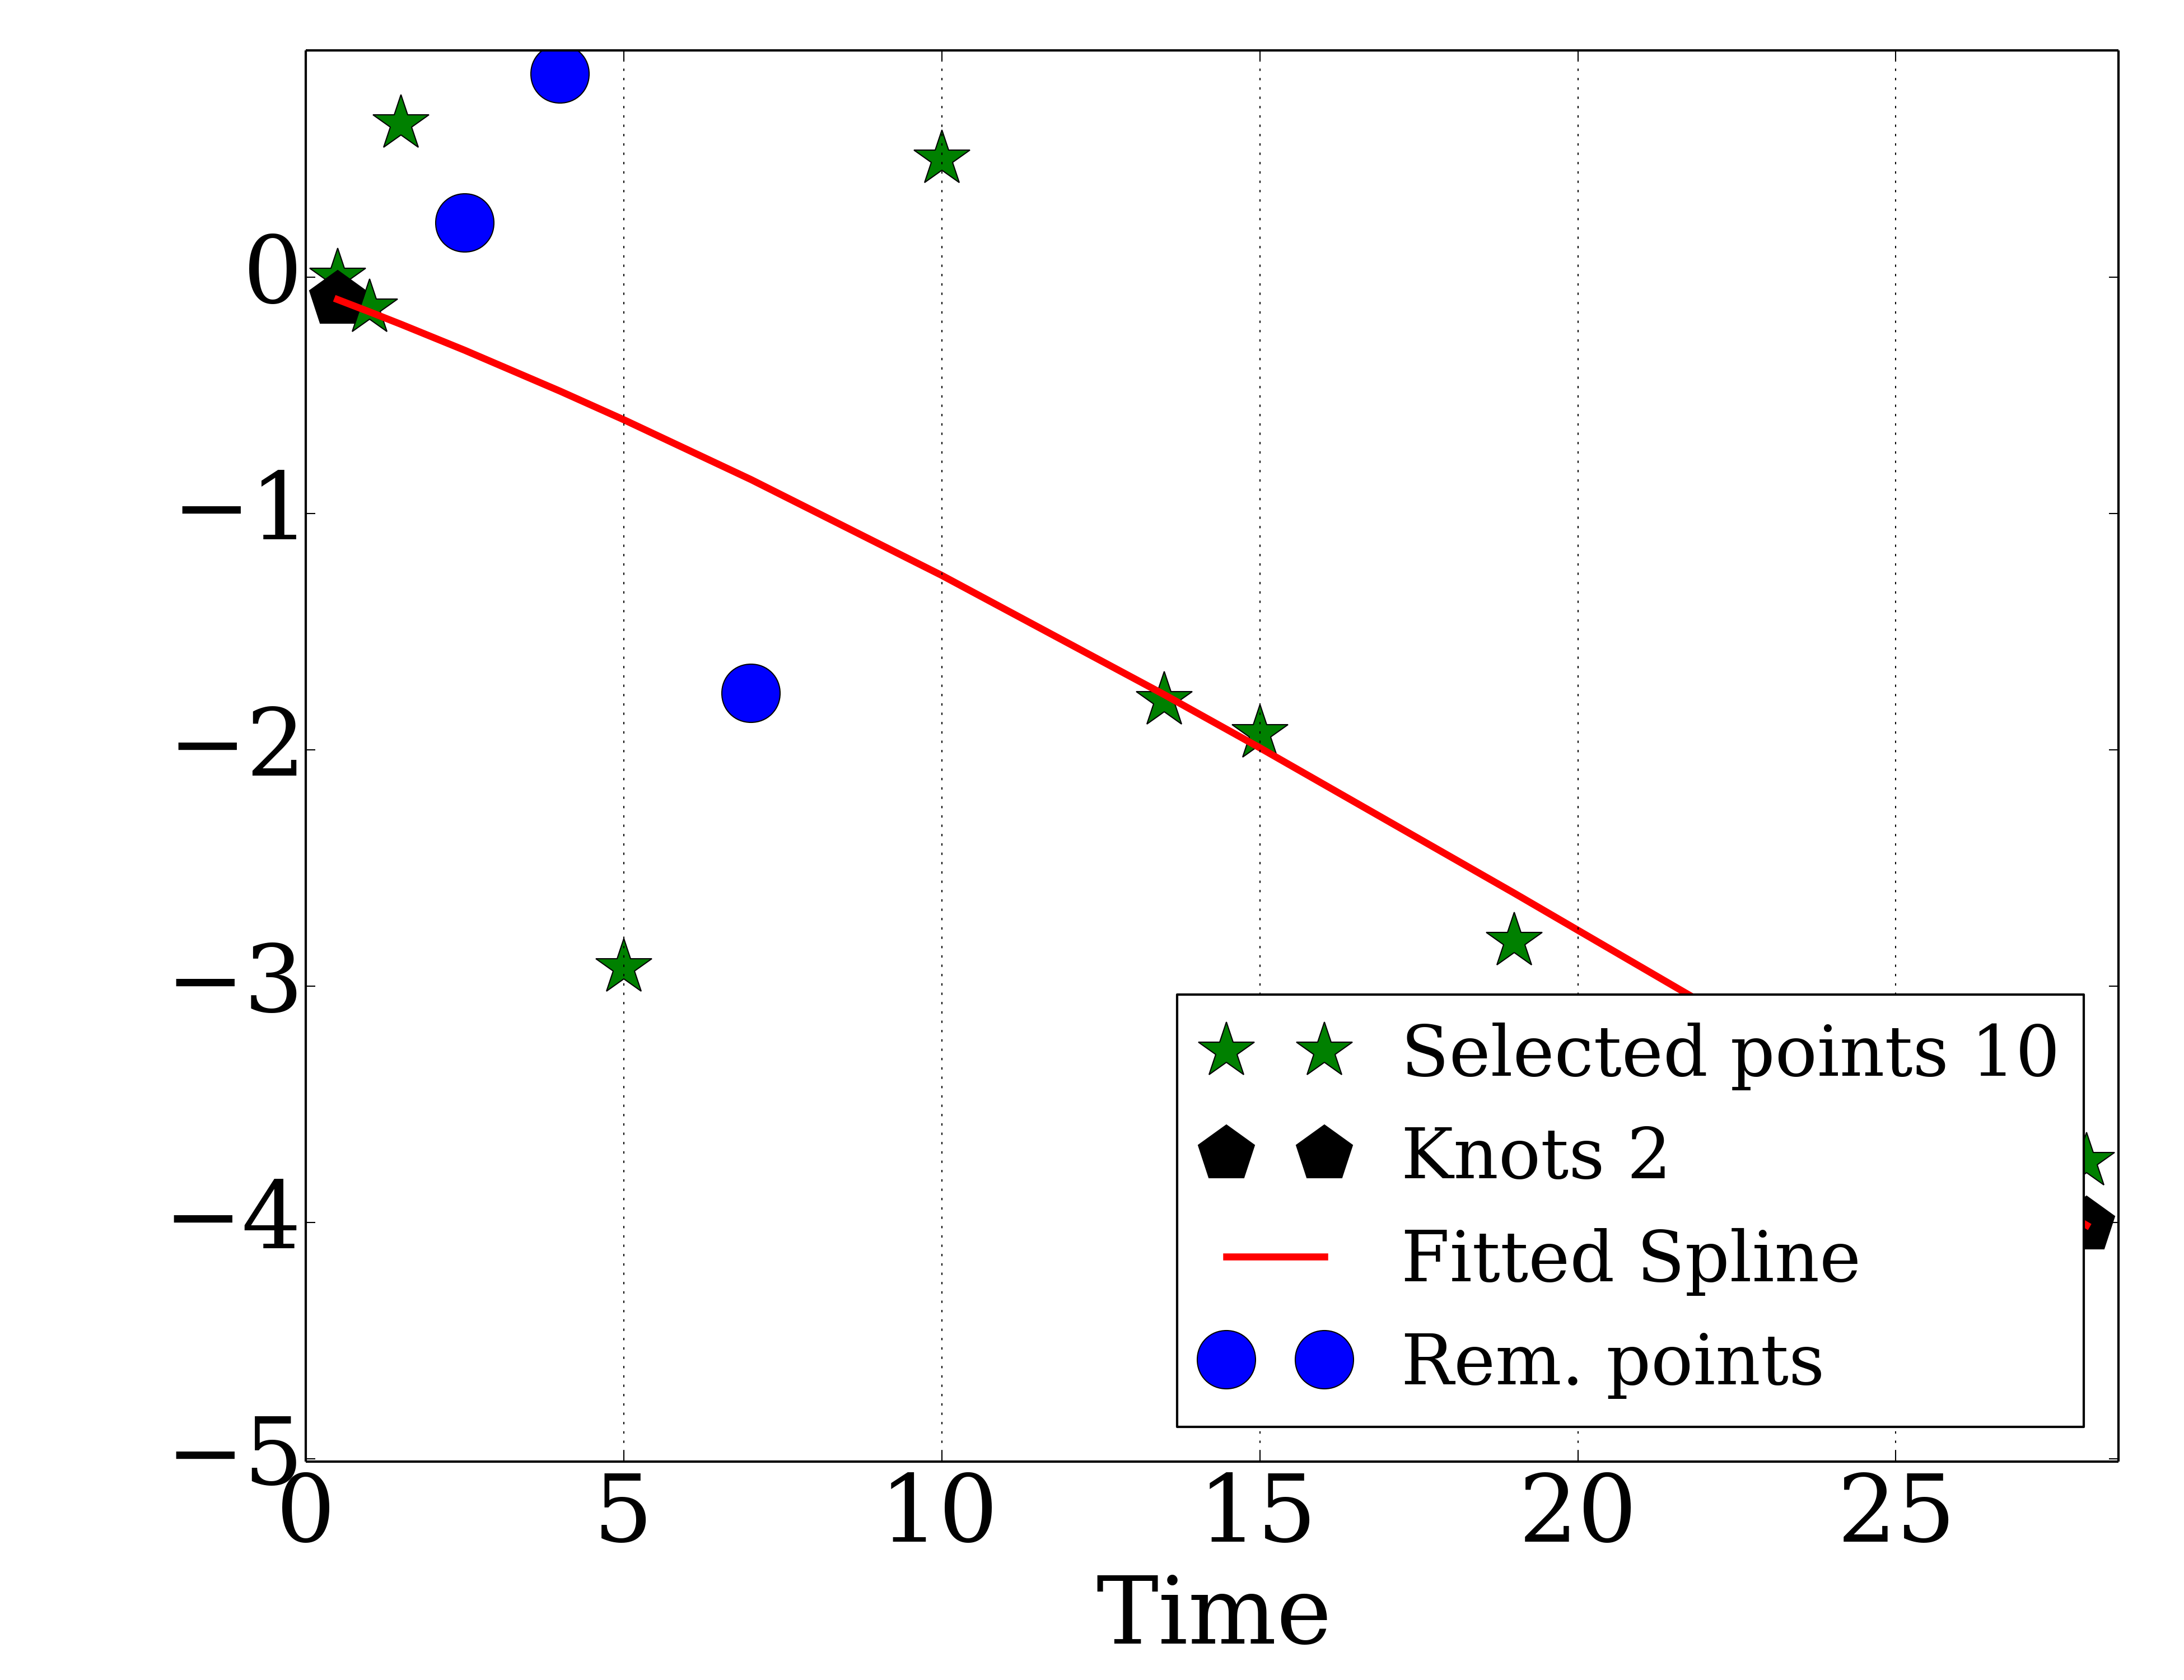 0
−1
−2
−3
−4
−5
Selected points 10
Knots 2
Fitted Spline
Rem. points
0 5 10 15 20 25
Time